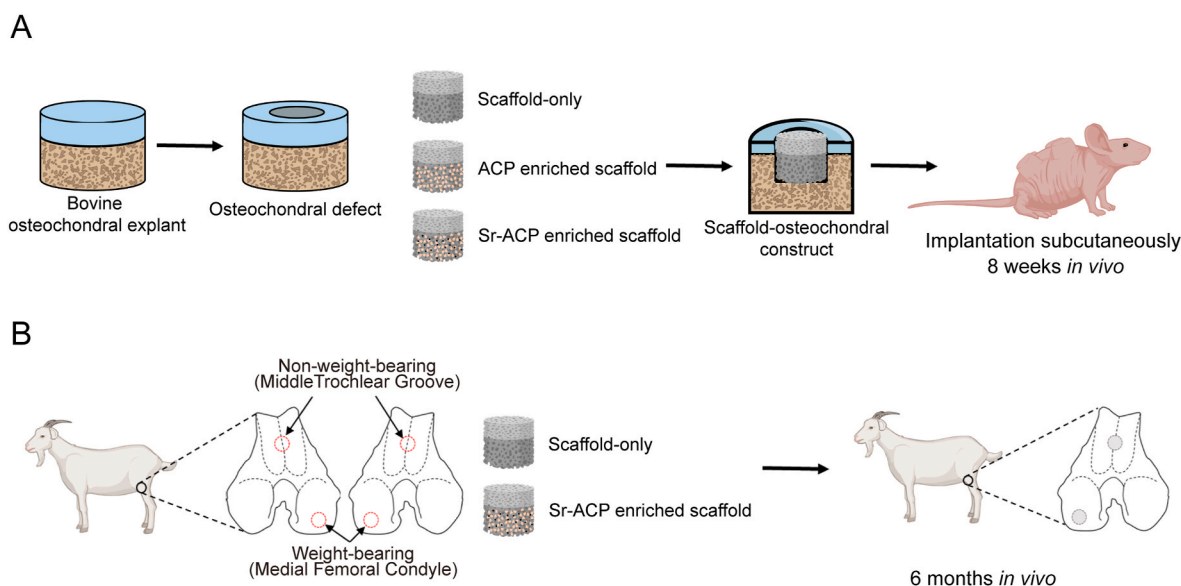 A
Bovine
osteochondral explant
Osteochondral defect
Scaffold-only
ACP enriched scaffold
Sr-ACP enriched scaffold
Scaffold-osteochondral
construct
Implantation subcutaneously
8 weeks in vivo
B
Non-weight-bearing
(MiddleTrochlear Groove)
Weight-bearing
(Medial Femoral Condyle)
Scaffold-only
Sr-ACP enriched scaffold
6 months in vivo